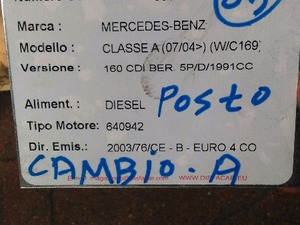 Marca : MERCEDES-BENZ
Modello : CLASSE A (07/04>) (W/C169)
Versione : 160 CDI BER. 5P/D/1991CC
Aliment. : DIESEL
POSTO
Tipo Motore: 640942
Dir. Emis.: 2003/76/CE - B - EURO 4 CO
CAMBIO. A